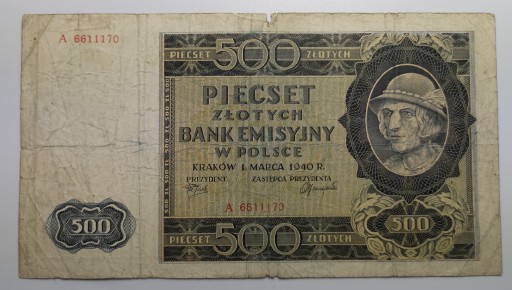 A 6611170
PIĘĆSET 500 ZŁOTYCH
PIĘĆSET
ZŁOTYCH
BANK EMISYJNY
W POLSCE
KRAKÓW 1. MARCA 1940 R.
PREZYDENT ZASTĘPCA PREZYDENTA
A 6611170
500
PIĘĆSET 500 ZŁOTYCH
500